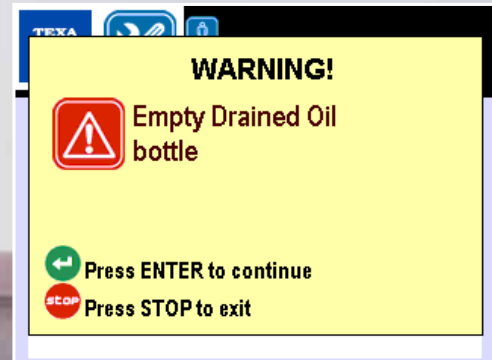 TEXA
WARNING!
Empty Drained Oil
bottle
Press ENTER to continue
STOP Press STOP to exit